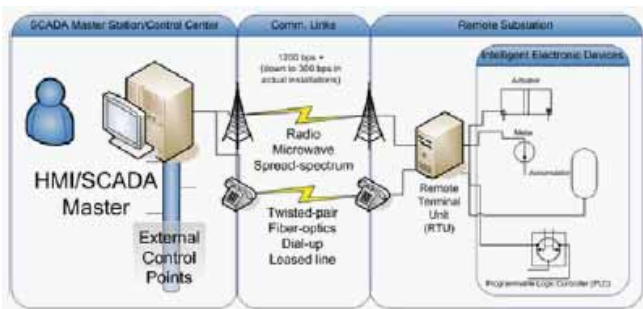 SCADA Master Station/Control Center
HMI/SCADA
Master
External
Control
Points
Comm. Links
1200 bps +
(down to 300 bps in
actual installations)
Radio
Microwave
Spread-spectrum
Twisted-pair
Fiber-optics
Dial-up
Leased line
Remote Substation
Remote
Terminal
Unit
(RTU)
Intelligent Electronic Devices
Actuator
Meter
Accumulator
Programmable Logic Controller (PLC)